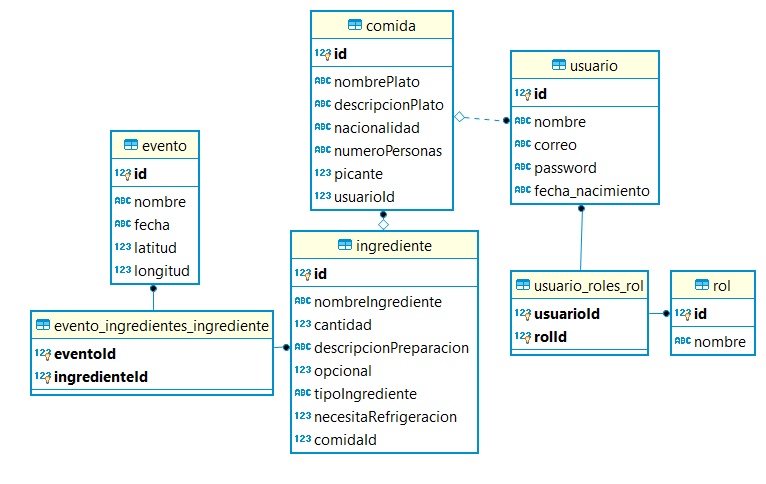 comida
123 id
ABC nombrePlato
ABC descripcionPlato
ABC nacionalidad
ABC numeroPersonas
123 picante
123 usuarioId
usuario
123 id
ABC nombre
ABC correo
ABC password
ABC fecha_nacimiento
evento
123 id
ABC nombre
ABC fecha
123 latitud
123 longitud
ingrediente
123 id
ABC nombreIngrediente
123 cantidad
ABC descripcionPreparacion
123 opcional
ABC tipoIngrediente
123 necesitaRefrigeracion
123 comidaId
evento_ingredientes_ingrediente
123 eventoId
123 ingredienteId
usuario_roles_rol
123 usuarioId
123 rolId
rol
123 id
ABC nombre